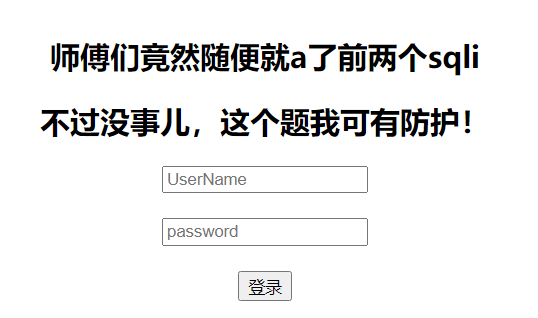 师傅们竟然随便就a了前两个sqli
不过没事儿，这个题我可有防护！
UserName
password
登录